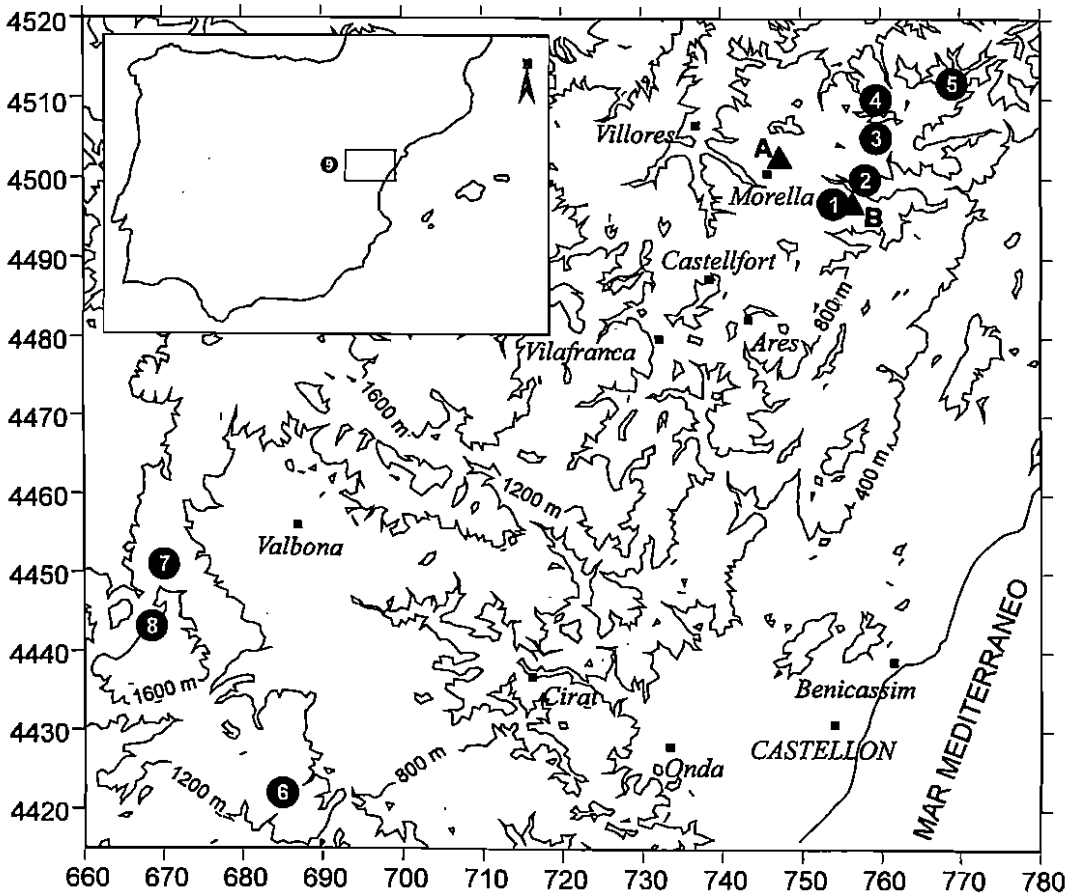 4520
4510
4500
4490
4480
4470
4460
4450
4440
4430
4420
9
5
4
Villores
3
A
2
Morella
1
B
Castellfort
800 m
Ares
Vilafranca
1600 m
400 m
1200 m
Valbona
7
8
1600 m
Cirat
Benicassim
MAR MEDITERRANEO
CASTELLON
800 m
Onda
1200 m
6
660 670 680 690 700 710 720 730 740 750 760 770 780